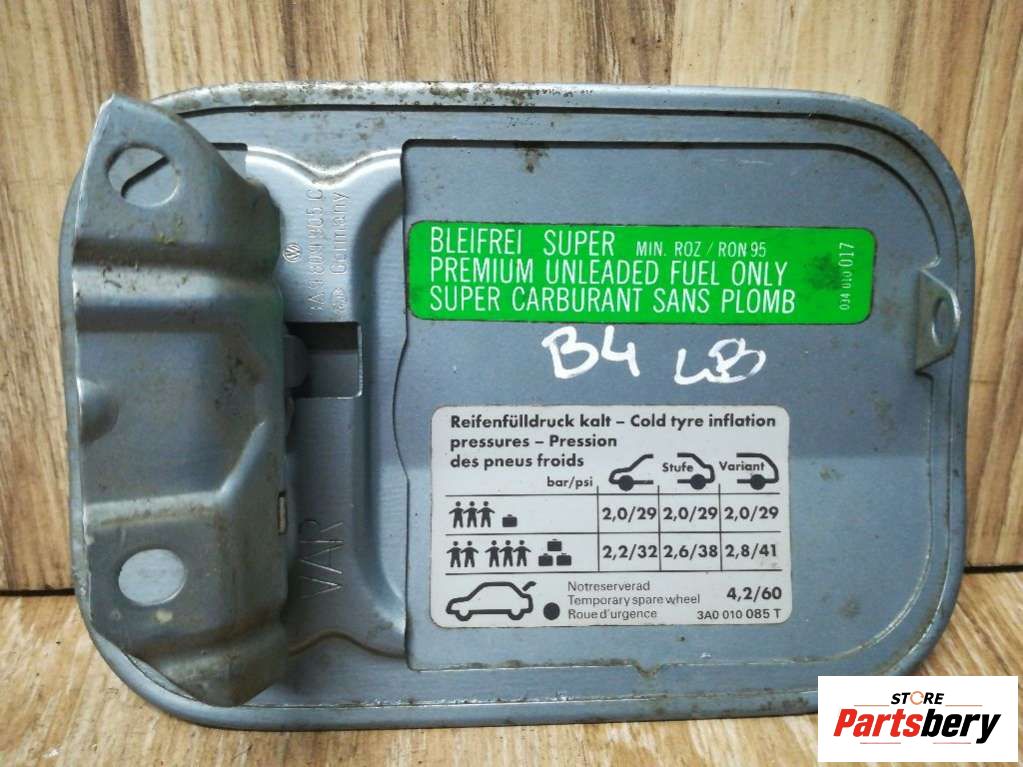 BLEIFREI SUPER MIN. ROZ / RON 95
PREMIUM UNLEADED FUEL ONLY
SUPER CARBURANT SANS PLOMB
034 010 017
Germany
VAR
B4
Reifenfülldruck kalt – Cold tyre inflation
pressures – Pression
des pneus froids
bar/psi Stufe Variant
2,0/29 2,0/29 2,0/29
2,2/32 2,6/38 2,8/41
Notreserverad
Temporary spare wheel 4,2/60
Roue d'urgence 3A0 010 085 T
STORE
Partsbery